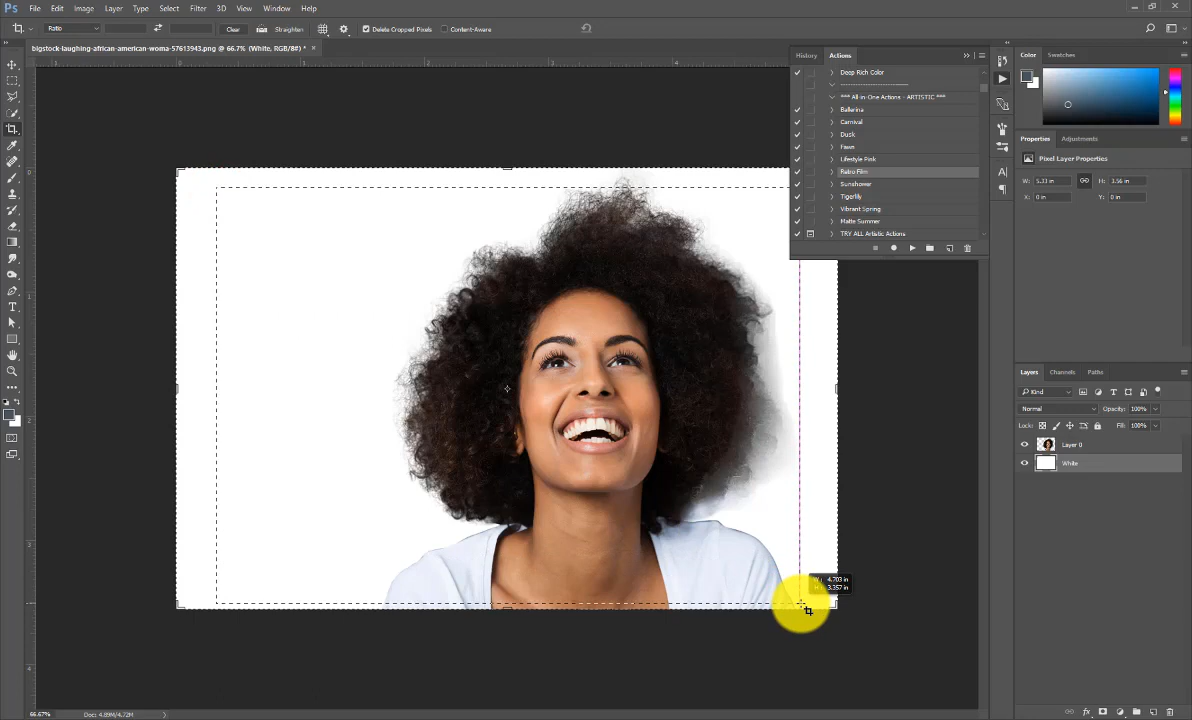 Ps File Edit Image Layer Type Select Filter 3D View Window Help
Ratio Clear Straighten Delete Cropped Pixels Content-Aware
bigstock-laughing-african-american-woma-57613943.png @ 66.7% (White, RGB/8#) * ×
History Actions
Deep Rich Color
*** All-in-One Actions - ARTISTIC ***
Ballerina
Carnival
Dusk
Fawn
Lifestyle Pink
Retro Film
Sunshower
Tigerlily
Vibrant Spring
Matte Summer
TRY ALL Artistic Actions
W: 4.703 in
H: 3.357 in
Color Swatches
Properties Adjustments
Pixel Layer Properties
W: 5.33 in H: 3.56 in
X: 0 in Y: 0 in
Layers Channels Paths
Kind
Normal Opacity: 100%
Lock: Fill: 100%
Layer 0
White
66.67% Doc: 4.89M/4.72M